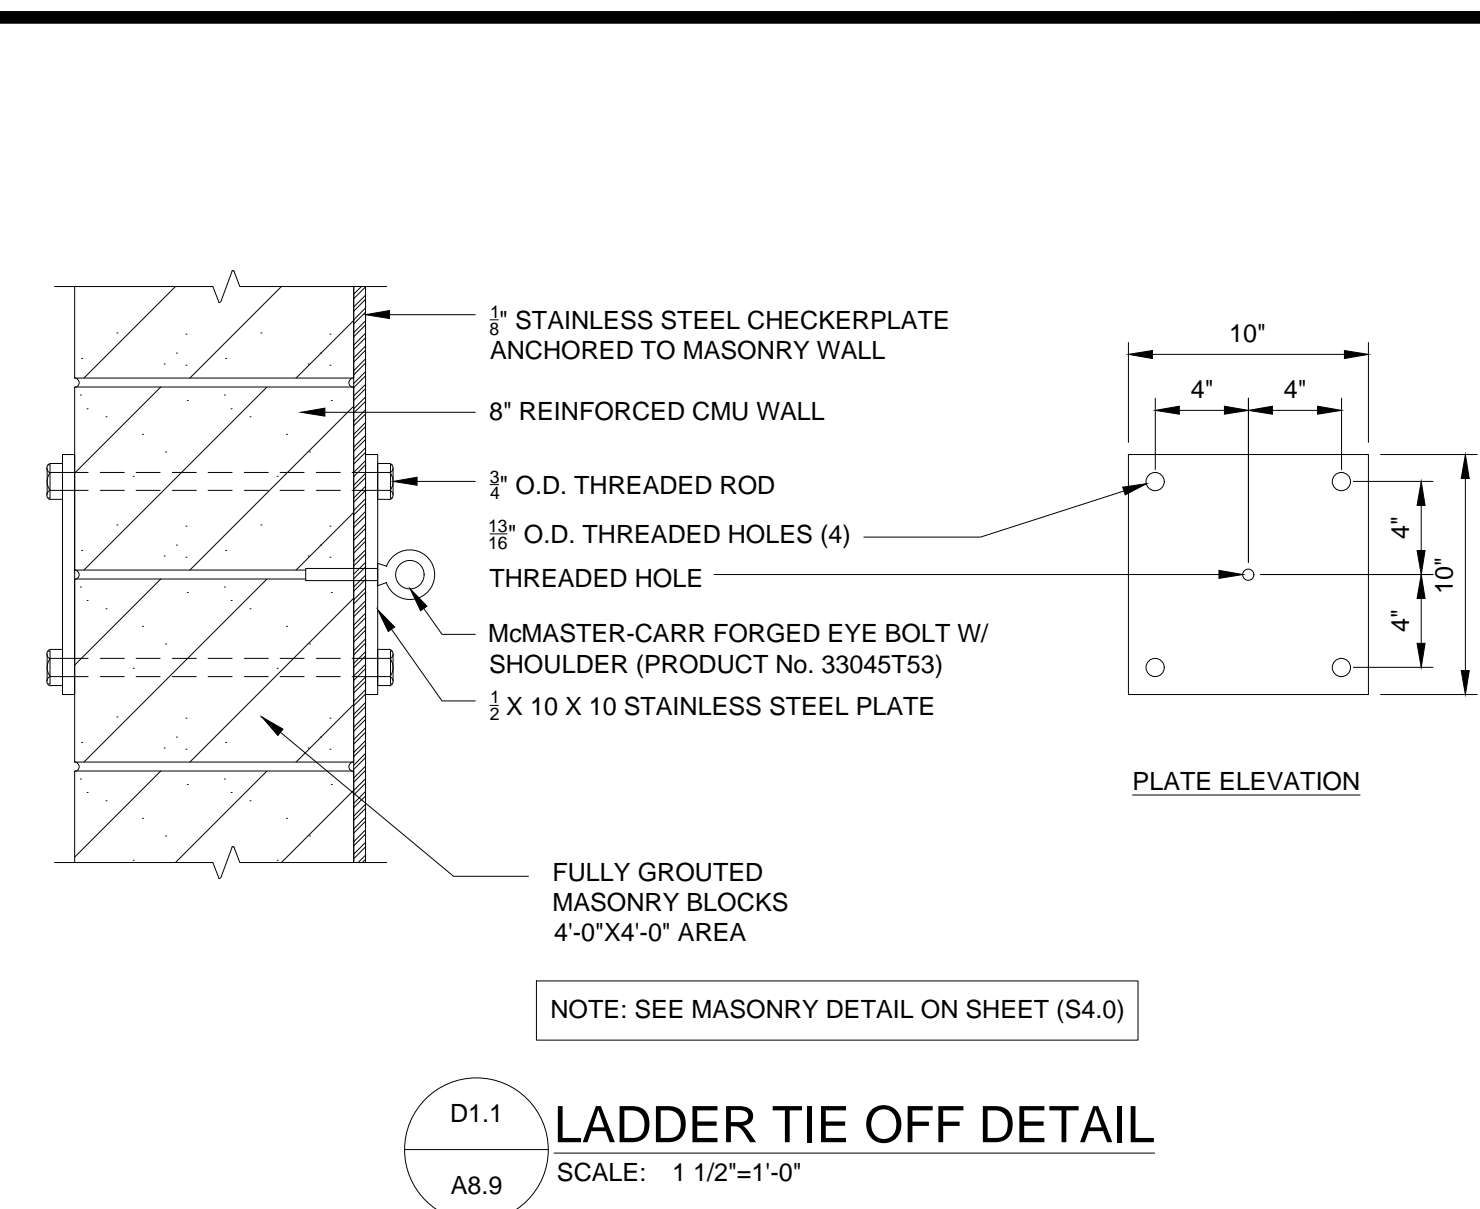 1/8" STAINLESS STEEL CHECKERPLATE
ANCHORED TO MASONRY WALL
8" REINFORCED CMU WALL
3/4" O.D. THREADED ROD
13/16" O.D. THREADED HOLES (4)
THREADED HOLE
McMASTER-CARR FORGED EYE BOLT W/
SHOULDER (PRODUCT No. 33045T53)
1/2 X 10 X 10 STAINLESS STEEL PLATE
FULLY GROUTED
MASONRY BLOCKS
4'-0"X4'-0" AREA
10"
4" 4"
4"
10"
4"
PLATE ELEVATION
NOTE: SEE MASONRY DETAIL ON SHEET (S4.0)
D1.1
A8.9
LADDER TIE OFF DETAIL
SCALE: 1 1/2"=1'-0"